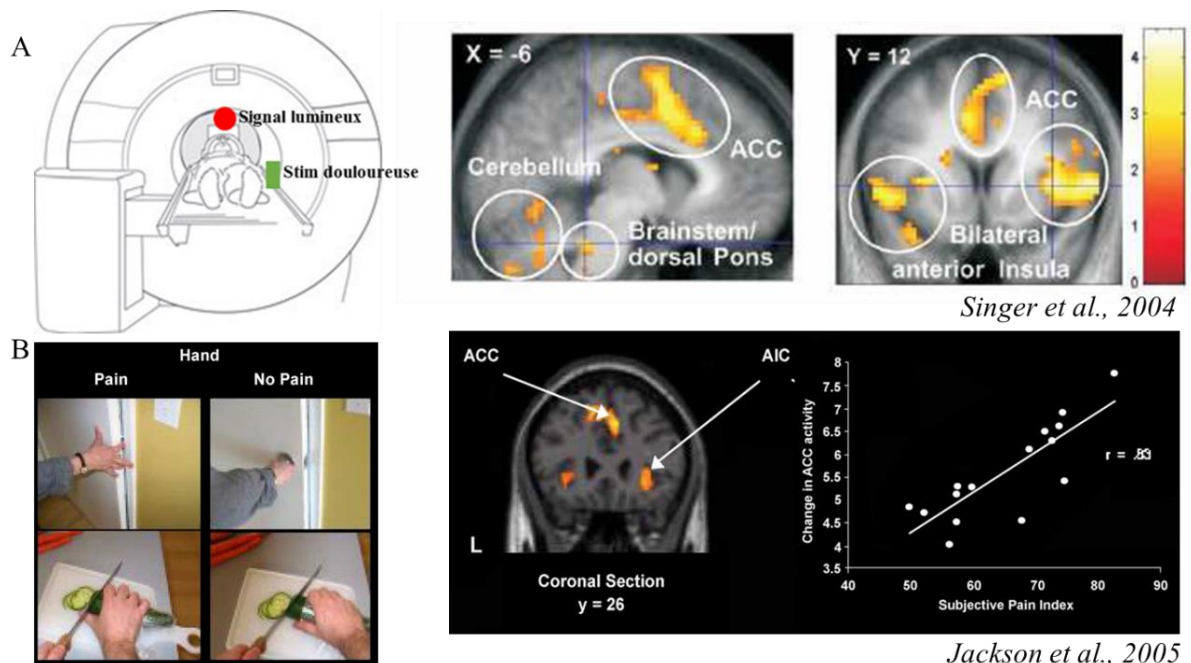 A
Signal lumineux
Stim douloureuse
X = -6
ACC
Cerebellum
Brainstem/
dorsal Pons
Y = 12
ACC
Bilateral
anterior Insula
4
3
2
1
0
Singer et al., 2004
B
Hand
Pain
No Pain
ACC
AIC
L
Coronal Section
y = 26
Change in ACC activity
8
7.5
7
6.5
6
5.5
5
4.5
4
3.5
40
50
60
70
80
90
Subjective Pain Index
Jackson et al., 2005